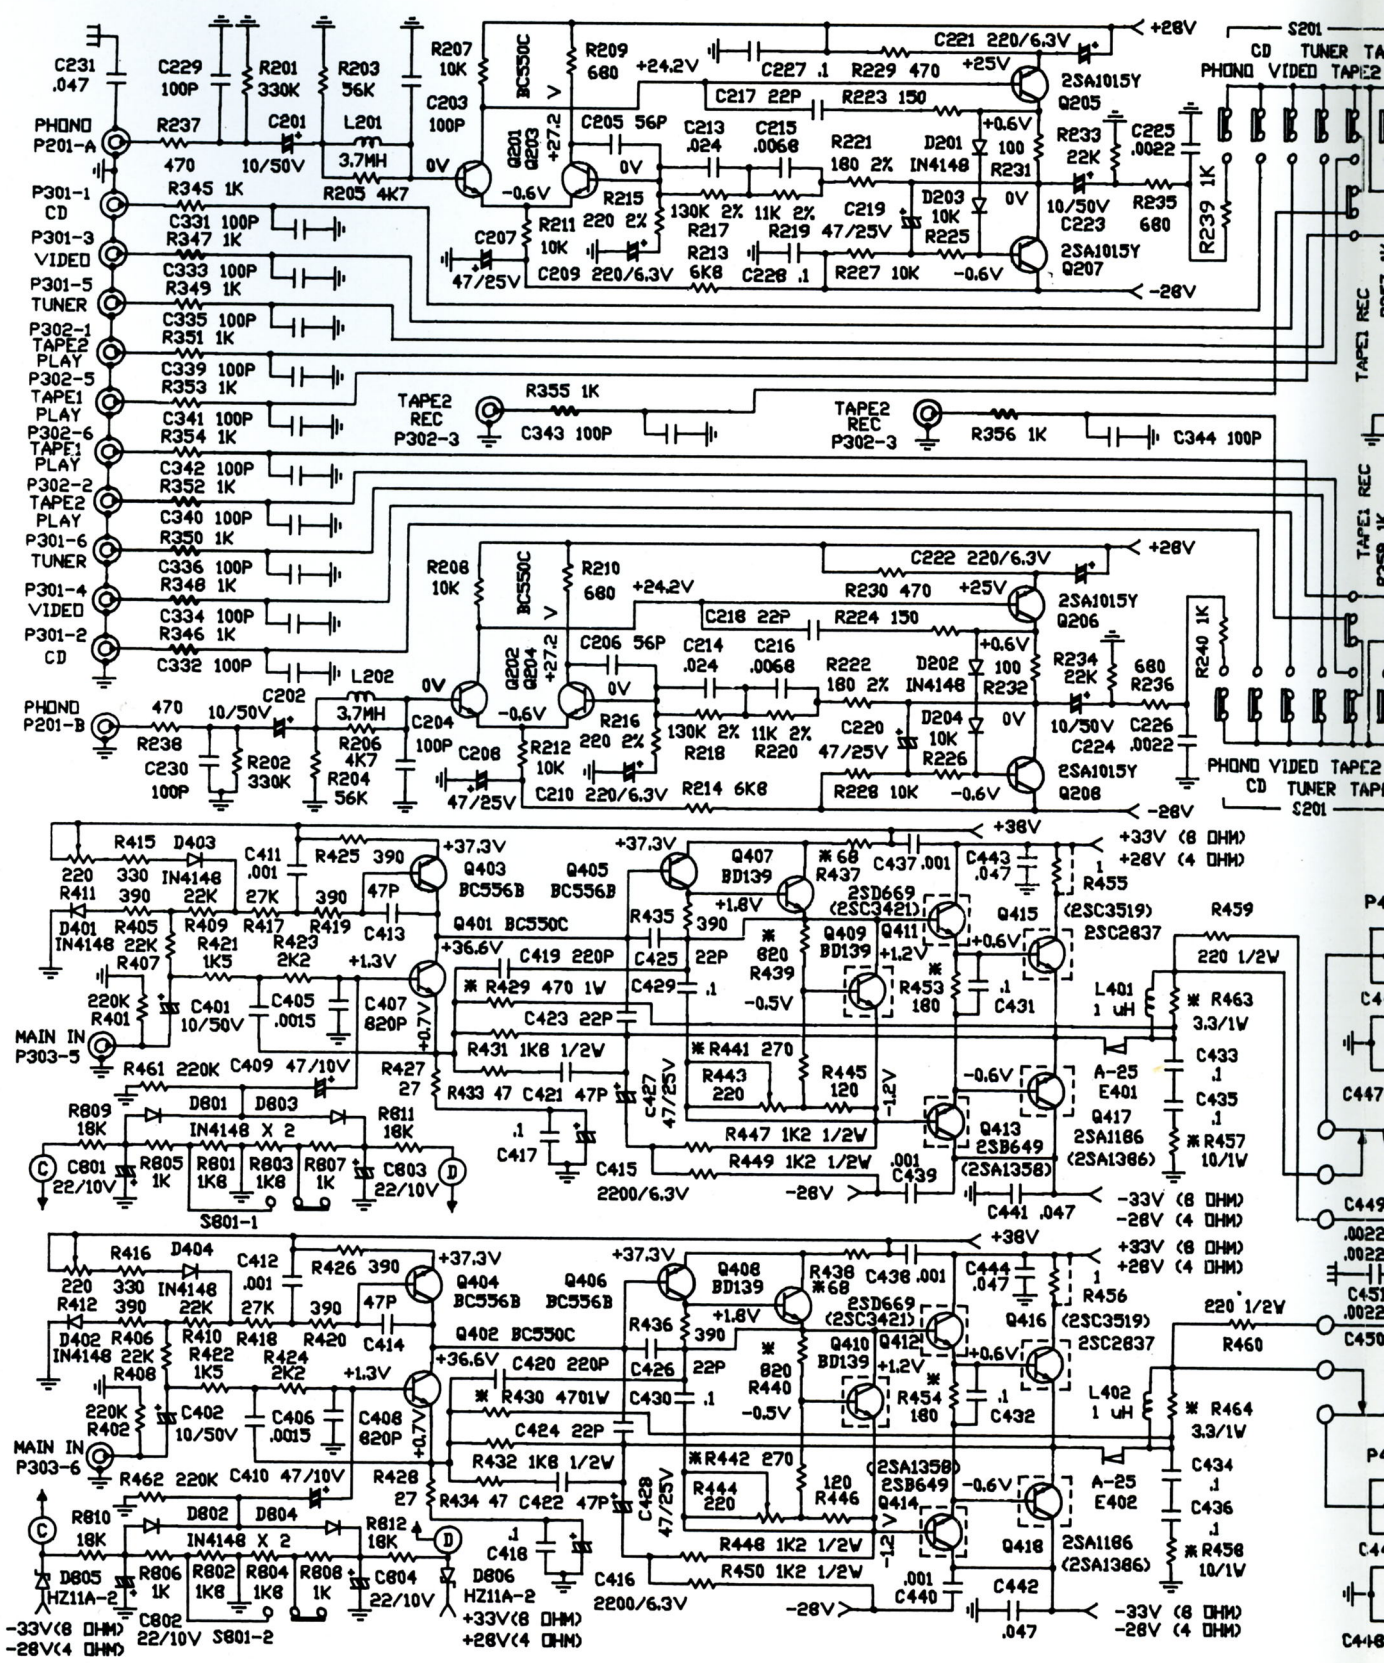 C231
.047
C229
100P
R201
330K
R203
56K
C203
100P
R207
10K
BC550C
R209
680
+24.2V
C227 .1
R229 470
C221 220/6.3V
+25V
+28V
2SA1015Y
Q205
S201
CD TUNER TA
PHONO VIDEO TAPE2
PHONO
P201-A
R237
470
C201
10/50V
L201
3.7MH
R205 4K7
0V
Q201
Q203
+27.2 V
-0.6V
C205 56P
0V
C217 22P
R223 150
C213
.024
C215
.0068
R221
180 2%
D201
IN4148
+0.6V
100
R231
R233
22K
C225
.0022
R239 1K
P301-1
CD
R345 1K
C331 100P
C207
47/25V
R211
10K
R215
220 2%
C209 220/6.3V
130K 2%
R217
11K 2%
R219
R213
6K8
C228 .1
C219
47/25V
D203
10K
R225
R227 10K
0V
-0.6V
10/50V
C223
R235
680
2SA1015Y
Q207
-28V
P301-3
VIDEO
R347 1K
C333 100P
P301-5
TUNER
R349 1K
C335 100P
P302-1
TAPE2
PLAY
R351 1K
C339 100P
P302-5
TAPE1
PLAY
R353 1K
C341 100P
P302-6
TAPE1
PLAY
R354 1K
C342 100P
P302-2
TAPE2
PLAY
R352 1K
C340 100P
P301-6
TUNER
R350 1K
C336 100P
P301-4
VIDEO
R348 1K
C334 100P
P301-2
CD
R346 1K
C332 100P
TAPE2
REC
P302-3
R355 1K
C343 100P
TAPE2
REC
P302-3
R356 1K
C344 100P
TAPE1 REC
TAPE1 REC
R208
10K
BC550C
R210
680
+24.2V
R230 470
C222 220/6.3V
+25V
+28V
2SA1015Y
Q206
PHONO
P201-B
470
R238
C230
100P
R202
330K
C202
10/50V
L202
3.7MH
R206
4K7
R204
56K
C204
100P
0V
Q202
Q204
+27.2 V
-0.6V
C206 56P
0V
C218 22P
R224 150
C214
.024
C216
.0068
R222
180 2%
D202
IN4148
+0.6V
100
R232
R234
22K
680
R236
R240 1K
C208
47/25V
R212
10K
R216
220 2%
C210 220/6.3V
130K 2%
R218
11K 2%
R220
R214 6K8
C220
47/25V
D204
10K
R226
R228 10K
0V
-0.6V
10/50V
C224
C226
.0022
2SA1015Y
Q208
-28V
PHONO VIDEO TAPE2
CD TUNER TAP
S201
220
R415
330
D403
IN4148
C411
.001
R425 390
+37.3V
Q403
BC556B
Q405
BC556B
+37.3V
Q407
BD139
※68
R437
C437 .001
+38V
C443
.047
1
R455
+33V (8 OHM)
+28V (4 OHM)
R411
390
D401
IN4148
R405
22K
R407
22K
R409
27K
R417
390
R419
47P
C413
R421
1K5
R423
2K2
Q401 BC550C
+36.6V
+1.3V
+0.7V
C419 220P
R435
390
C425
22P
+1.8V
※
820
R439
Q409
BD139
2SD669
(2SC3421)
Q411
+1.2V
※
R453
180
-0.5V
+0.6V
.1
C431
Q415
(2SC3519)
2SC2837
R459
220 1/2W
220K
R401
MAIN IN
P303-5
C401
10/50V
C405
.0015
C407
820P
※ R429 470 1W
C429 .1
C423 22P
R431 1K8 1/2W
C421 47P
R433 47
R427
27
C409 47/10V
R461 220K
C427
47/25V
※R441 270
R443
220
R445
120
-1.2V
R447 1K2 1/2W
R449 1K2 1/2W
L401
1 uH
※ R463
3.3/1W
A-25
E401
C433
.1
C435
.1
※R457
10/1W
-0.6V
Q417
2SA1186
(2SA1386)
Q413
2SB649
(2SA1358)
.001
C439
C441 .047
-28V
-33V (8 OHM)
-28V (4 OHM)
R809
18K
C
C801
22/10V
D801
D803
IN4148 X 2
R805
1K
R801
1K8
R803
1K8
R807
1K
R811
18K
C803
22/10V
D
S801-1
.1
C417
C415
2200/6.3V
C447
C449
.0022
.0022
C451
.0022
C450
220
R416
330
D404
IN4148
C412
.001
R426
390
+37.3V
Q404
BC556B
Q406
BC556B
+37.3V
Q408
BD139
R438
※68
C438 .001
+38V
C444
.047
1
R456
+33V (8 OHM)
+28V (4 OHM)
R412
390
D402
IN4148
R406
22K
R408
22K
R410
27K
R418
390
R420
47P
C414
R422
1K5
R424
2K2
Q402 BC550C
+36.6V
+1.3V
+0.7V
C420 220P
R436
390
C426
22P
+1.8V
※
820
R440
Q410
BD139
2SD669
(2SC3421)
Q412
+1.2V
※
R454
180
-0.5V
+0.6V
.1
C432
Q416
(2SC3519)
2SC2837
220 1/2W
R460
220K
R402
MAIN IN
P303-6
C402
10/50V
C406
.0015
C408
820P
※ R430 4701W
C430 .1
C424 22P
R432 1K8 1/2W
C422 47P
R434 47
R428
27
C410 47/10V
R462 220K
C428
47/25V
※R442 270
R444
220
120
R446
-1.2 V
R448 1K2 1/2W
R450 1K2 1/2W
L402
1 uH
※ R464
3.3/1W
A-25
E402
C434
.1
C436
.1
※R458
10/1W
(2SA1358)
2SB649
Q414
-0.6V
Q418
2SA1186
(2SA1386)
.001
C440
C442
.047
-28V
-33V (8 OHM)
-28V (4 OHM)
C
R810
18K
D802
D804
IN4148 X 2
D805
HZ11A-2
R806
1K
R802
1K8
R804
1K8
R808
1K
R812
18K
C804
22/10V
D
D806
HZ11A-2
.1
C418
C416
2200/6.3V
C802
22/10V
S801-2
-33V(8 OHM)
-28V(4 OHM)
+33V(8 OHM)
+28V(4 OHM)
C448